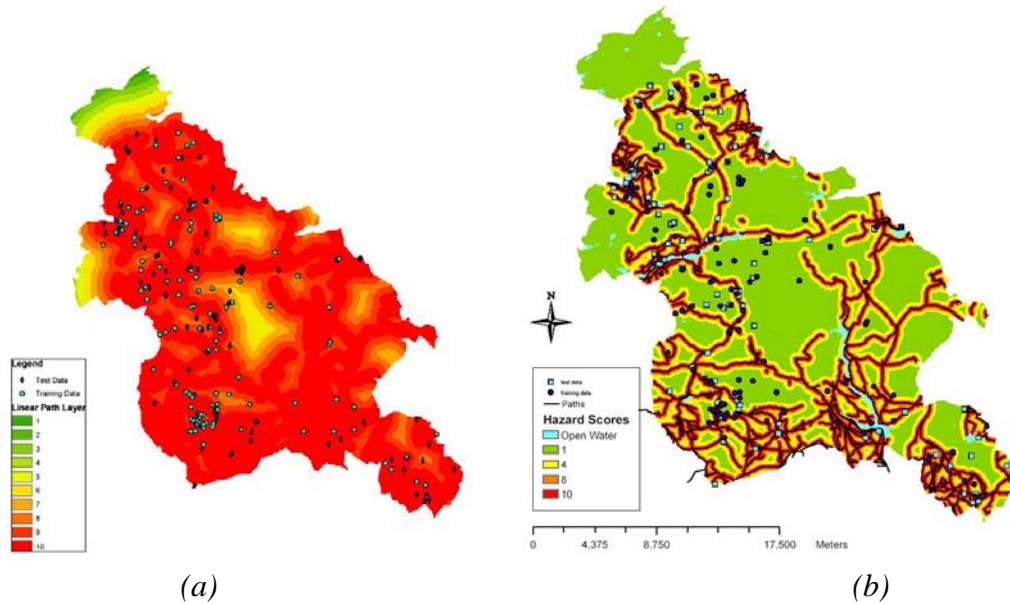 Legend
Test Data
Training Data
Linear Path Layer
1
2
3
4
5
6
7
8
9
10
(a)
N
test data
training data
Paths
Hazard Scores
Open Water
1
4
8
10
0 4,375 8,750 17,500 Meters
(b)